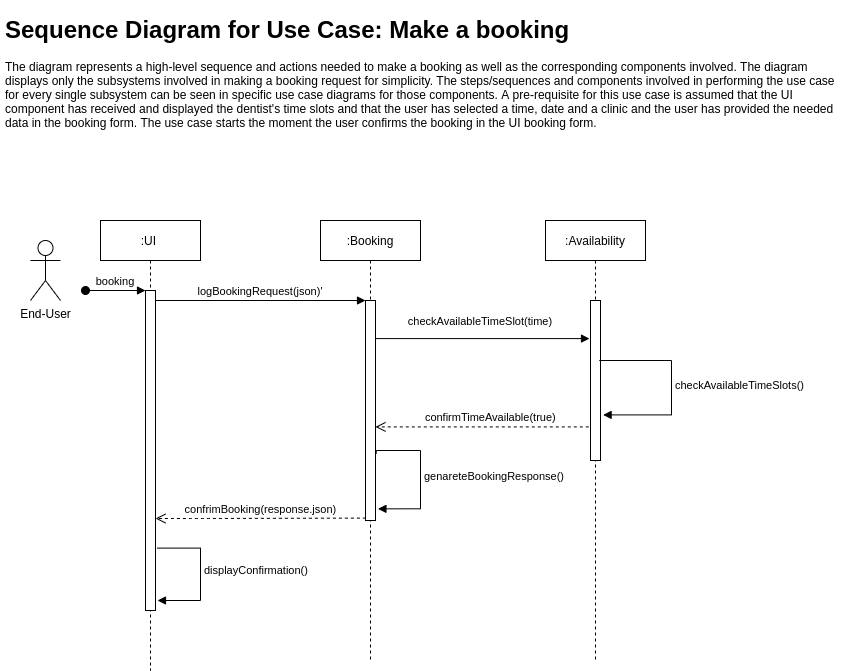 Sequence Diagram for Use Case: Make a booking
The diagram represents a high-level sequence and actions needed to make a booking as well as the corresponding components involved. The diagram
displays only the subsystems involved in making a booking request for simplicity. The steps/sequences and components involved in performing the use case
for every single subsystem can be seen in specific use case diagrams for those components. A pre-requisite for this use case is assumed that the UI
component has received and displayed the dentist's time slots and that the user has selected a time, date and a clinic and the user has provided the needed
data in the booking form. The use case starts the moment the user confirms the booking in the UI booking form.
:UI
:Booking
:Availability
booking
logBookingRequest(json)'
End-User
checkAvailableTimeSlot(time)
checkAvailableTimeSlots()
confirmTimeAvailable(true)
genareteBookingResponse()
confrimBooking(response.json)
displayConfirmation()